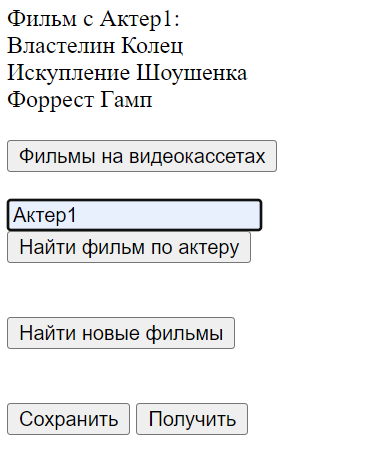 Фильм с Актер1:
Властелин Колец
Искупление Шоушенка
Форрест Гамп
Фильмы на видеокассетах
Актер1
Найти фильм по актеру
Найти новые фильмы
Сохранить Получить